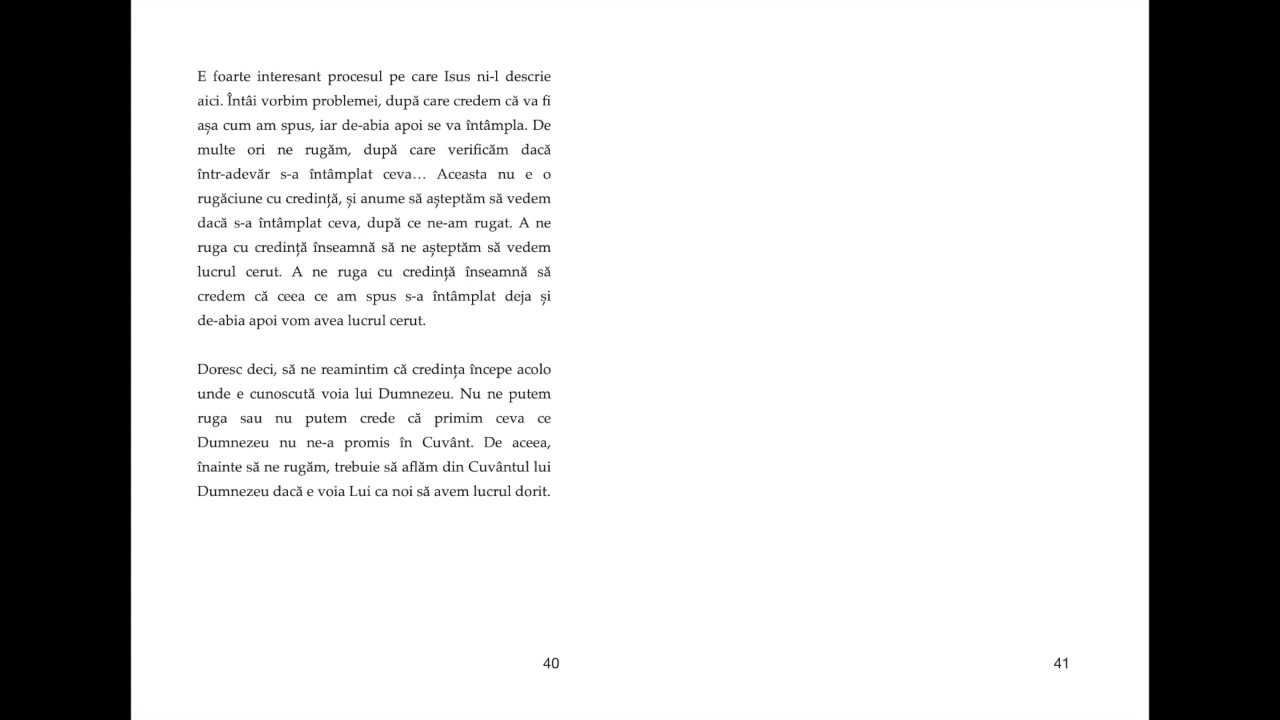 E foarte interesant procesul pe care Isus ni-l descrie
aici. Întâi vorbim problemei, după care credem că va fi
așa cum am spus, iar de-abia apoi se va întâmpla. De
multe ori ne rugăm, după care verificăm dacă
într-adevăr s-a întâmplat ceva… Aceasta nu e o
rugăciune cu credință, și anume să așteptăm să vedem
dacă s-a întâmplat ceva, după ce ne-am rugat. A ne
ruga cu credință înseamnă să ne așteptăm să vedem
lucrul cerut. A ne ruga cu credință înseamnă să
credem că ceea ce am spus s-a întâmplat deja și
de-abia apoi vom avea lucrul cerut.
Doresc deci, să ne reamintim că credința începe acolo
unde e cunoscută voia lui Dumnezeu. Nu ne putem
ruga sau nu putem crede că primim ceva ce
Dumnezeu nu ne-a promis în Cuvânt. De aceea,
înainte să ne rugăm, trebuie să aflăm din Cuvântul lui
Dumnezeu dacă e voia Lui ca noi să avem lucrul dorit.
40
41